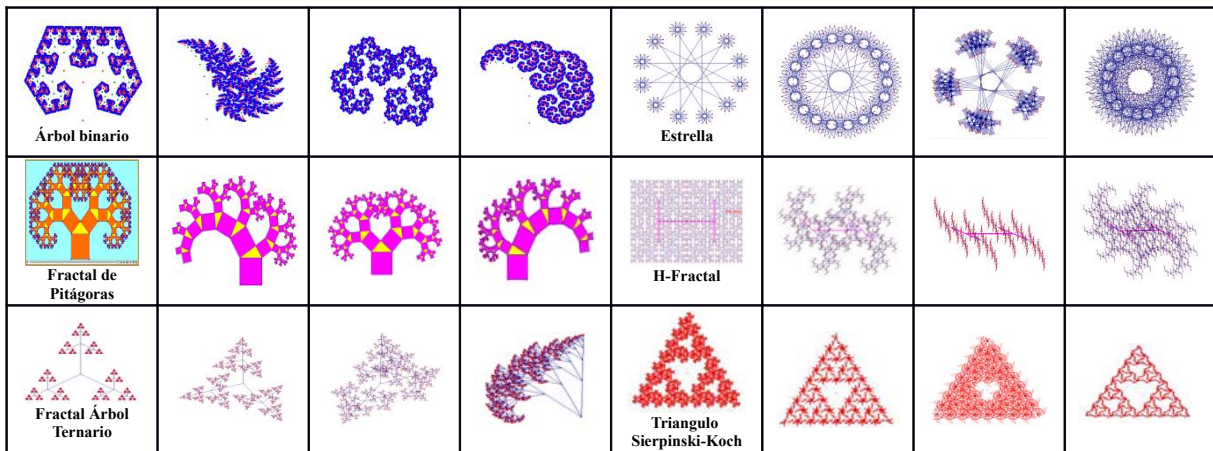 Árbol binario
Estrella
Fractal de
Pitágoras
H-Fractal
Fractal Árbol
Ternario
Triangulo
Sierpinski-Koch